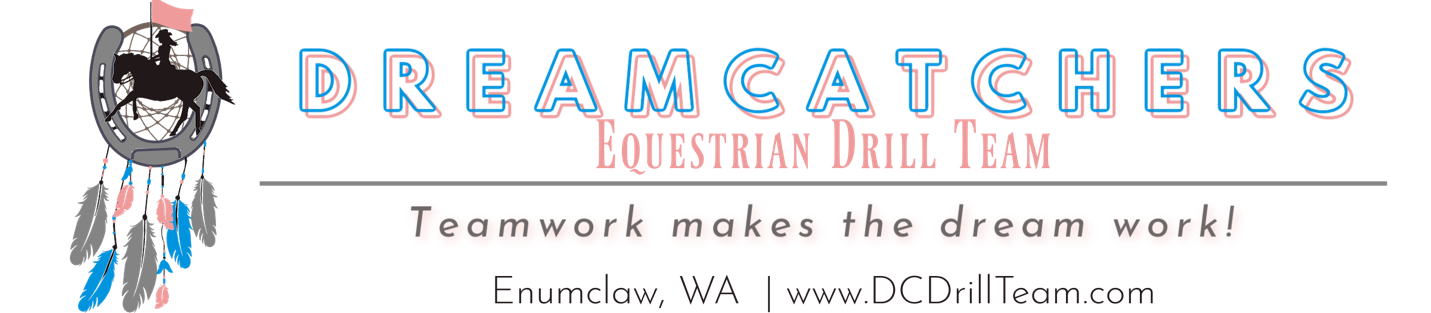 DREAMCATCHERS
Equestrian Drill Team
Teamwork makes the dream work!
Enumclaw, WA | www.DCDrillTeam.com